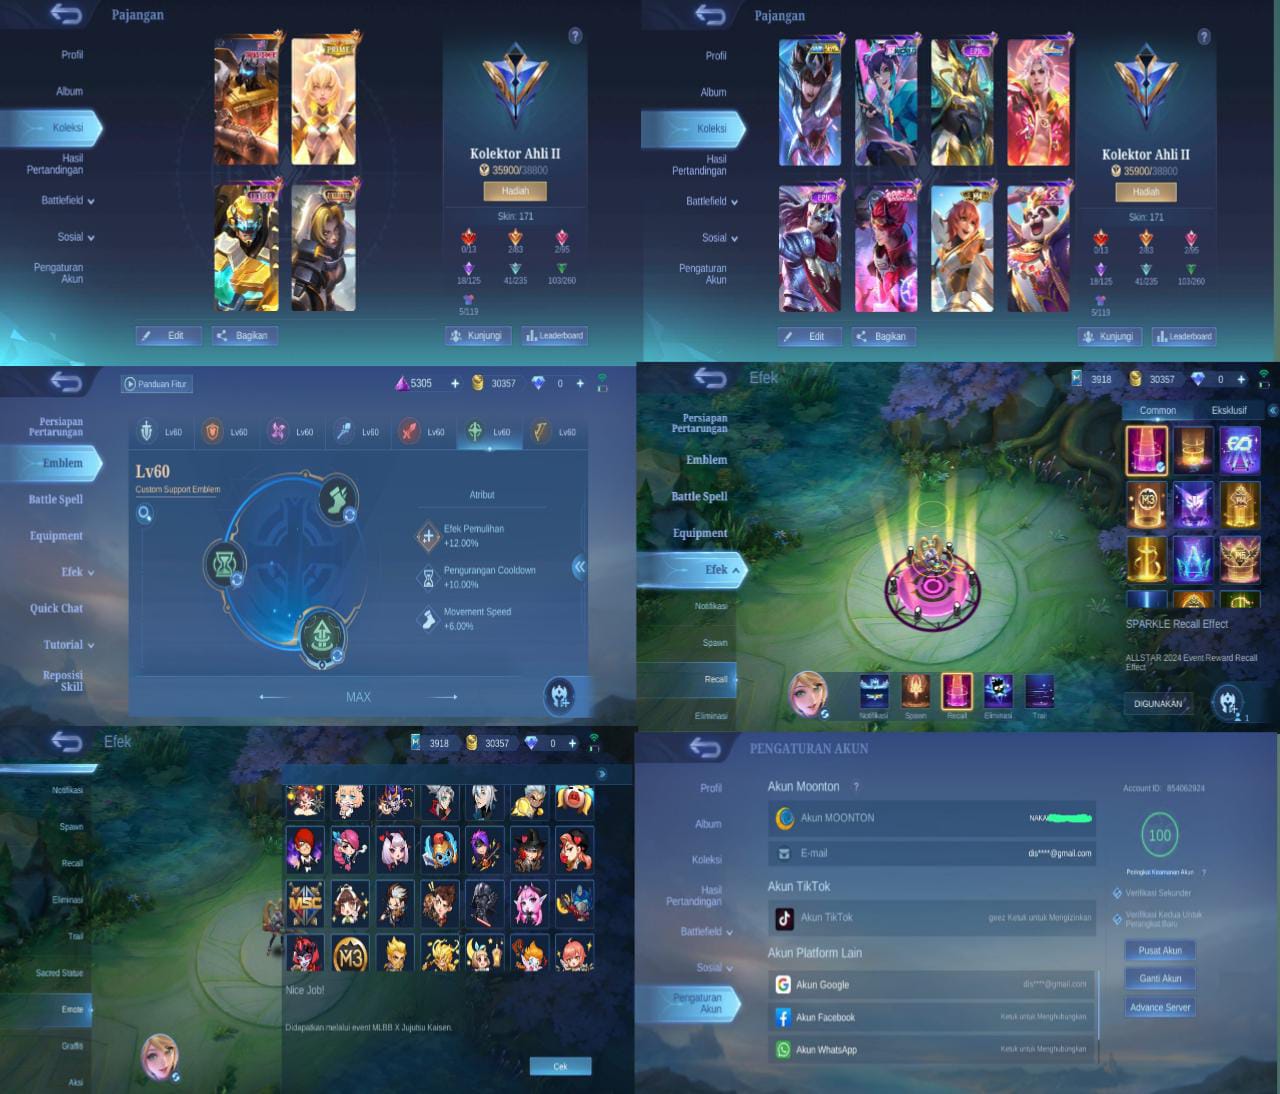 Pajangan
Profil
Album
Koleksi
Hasil
Pertandingan
Battlefield
Sosial
Pengaturan
Akun
PRIME
?
Kolektor Ahli II
35900/38800
Hadiah
Skin: 171
0/13
2/83
2/95
18/125
41/235
103/260
5/119
Edit
Bagikan
Kunjungi
Leaderboard
Pajangan
Profil
Album
Koleksi
Hasil
Pertandingan
Battlefield
Sosial
Pengaturan
Akun
EPIC
EPIC
?
Kolektor Ahli II
35900/38800
Hadiah
Skin: 171
0/13
2/83
2/95
18/125
41/235
103/260
5/119
Edit
Bagikan
Kunjungi
Leaderboard
Panduan Fitur
5305
30357
0
Persiapan
Pertarungan
Emblem
Battle Spell
Equipment
Efek
Quick Chat
Tutorial
Reposisi
Skill
Lv60
Lv60
Lv60
Lv60
Lv60
Lv60
Lv60
Lv60
Custom Support Emblem
Atribut
Efek Pemulihan
+12.00%
Pengurangan Cooldown
+10.00%
Movement Speed
+6.00%
MAX
Efek
3918
30357
0
Persiapan
Pertarungan
Emblem
Battle Spell
Equipment
Efek
Notifikasi
Spawn
Recall
Eliminasi
Common
Eksklusif
M3
SPARKLE Recall Effect
ALLSTAR 2024 Event Reward Recall
Effect
DIGUNAKAN
1
Notifikasi
Spawn
Recall
Eliminasi
Trail
Efek
3918
30357
0
Notifikasi
Spawn
Recall
Eliminasi
Trail
Sacred Statue
Emote
Graffiti
Aksi
MSC
M3
Nice Job!
Didapatkan melalui event MLBB X Jujutsu Kaisen.
Cek
PENGATURAN AKUN
Profil
Album
Koleksi
Hasil
Pertandingan
Battlefield
Sosial
Pengaturan
Akun
Akun Moonton
?
Akun MOONTON
NAKA
E-mail
dis****@gmail.com
Akun TikTok
Akun TikTok
geez Ketuk untuk Mengizinkan
Akun Platform Lain
Akun Google
dis****@gmail.com
Akun Facebook
Ketuk untuk Menghubungkan
Akun WhatsApp
Ketuk untuk Menghubungkan
Account ID: 854062924
100
Peringkat Keamanan Akun ?
Verifikasi Sekunder
Verifikasi Kedua Untuk
Perangkat Baru
Pusat Akun
Ganti Akun
Advance Server